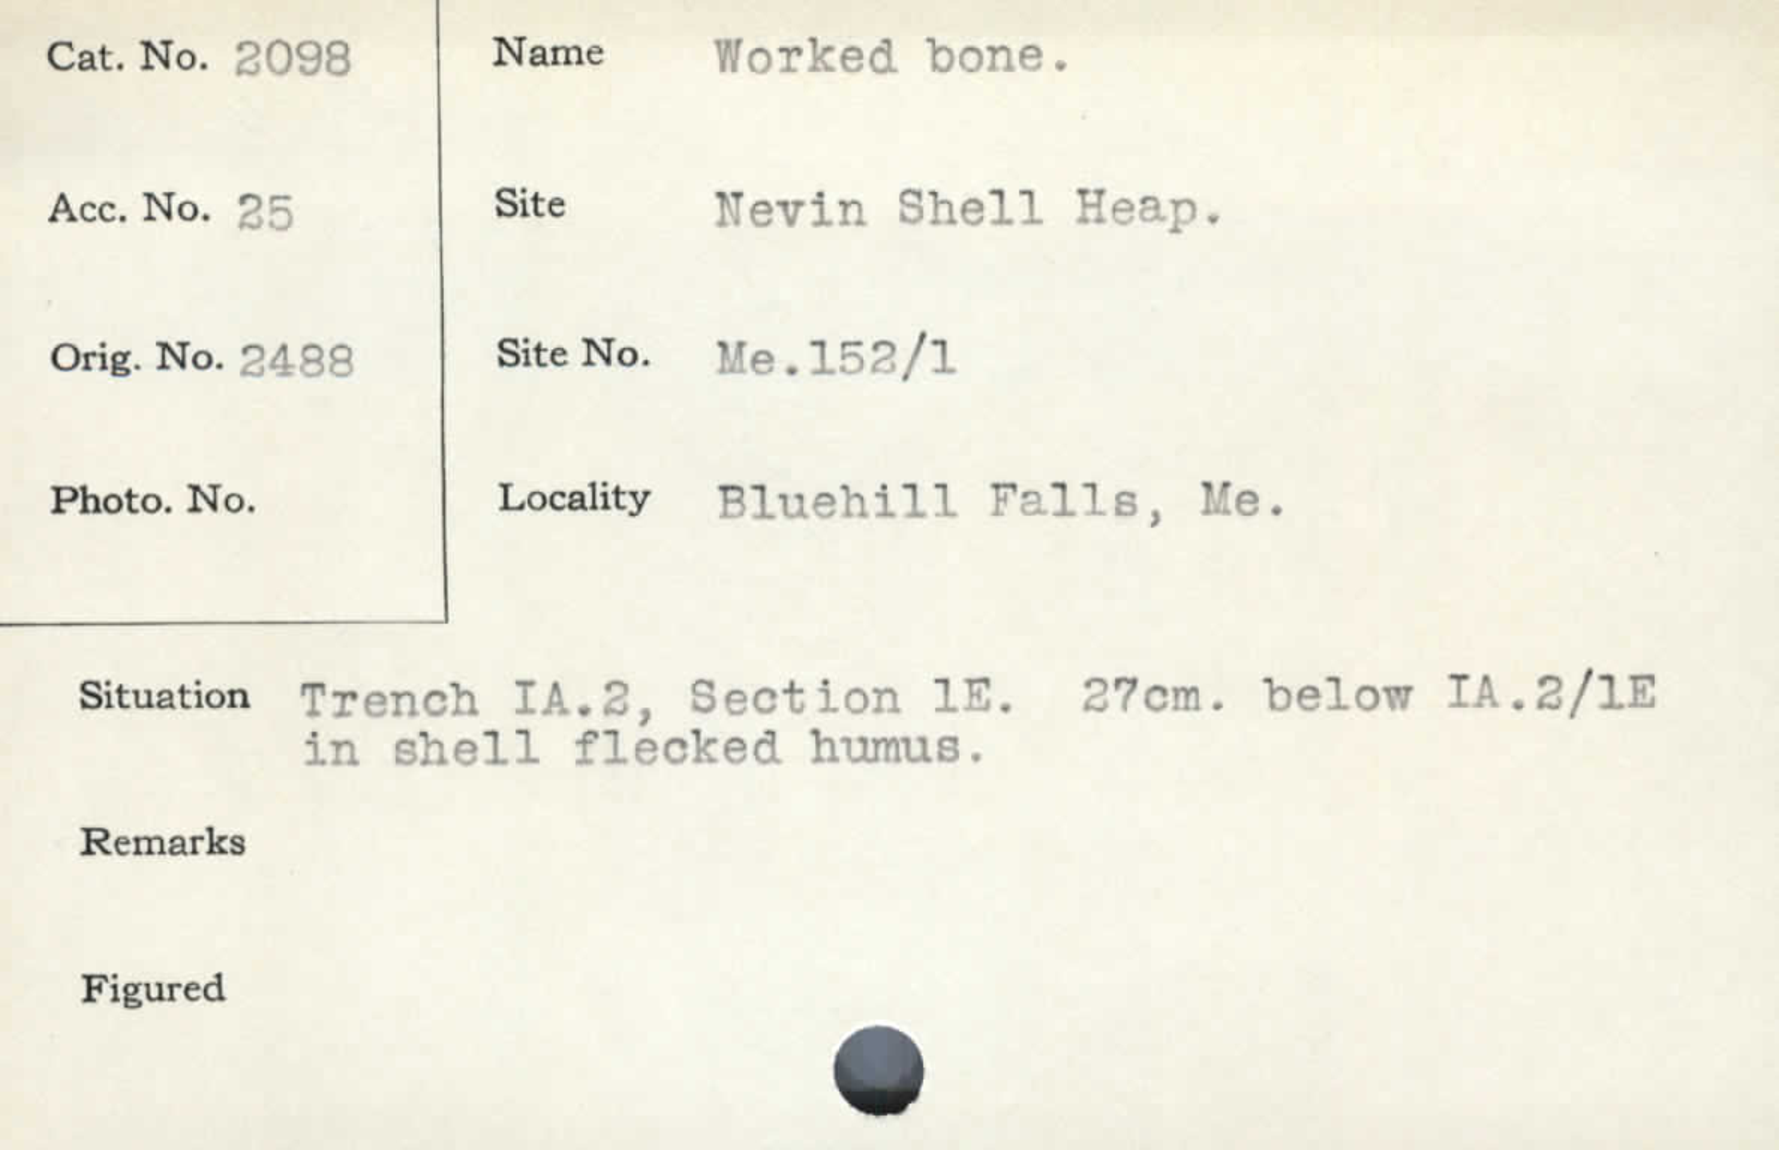 Cat. No. 2098
Name Worked bone.
Acc. No. 25
Site Nevin Shell Heap.
Orig. No. 2488
Site No. Me.152/1
Photo. No.
Locality Bluehill Falls, Me.
Situation Trench IA.2, Section 1E. 27cm. below IA.2/1E
in shell flecked humus.
Remarks
Figured